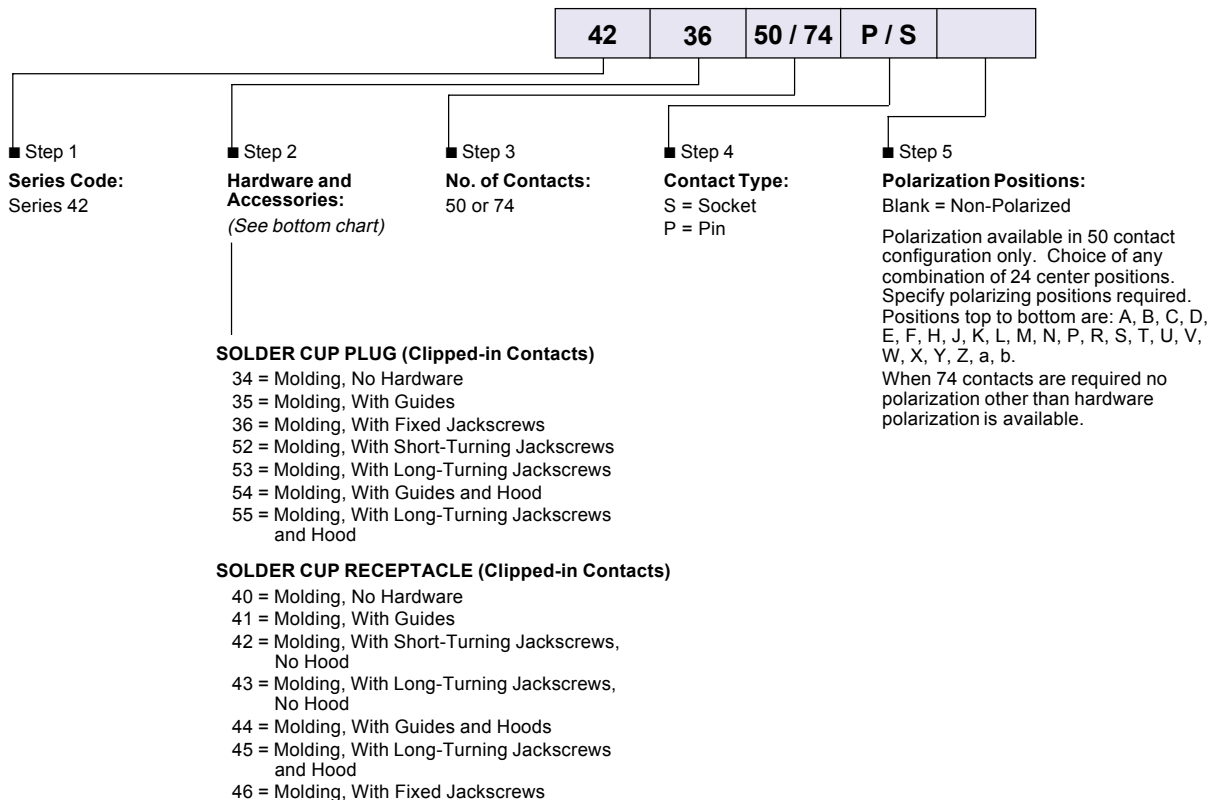 42 36 50 / 74 P / S
■ Step 1
Series Code:
Series 42
■ Step 2
Hardware and
Accessories:
(See bottom chart)
■ Step 3
No. of Contacts:
50 or 74
■ Step 4
Contact Type:
S = Socket
P = Pin
■ Step 5
Polarization Positions:
Blank = Non-Polarized
Polarization available in 50 contact
configuration only. Choice of any
combination of 24 center positions.
Specify polarizing positions required.
Positions top to bottom are: A, B, C, D,
E, F, H, J, K, L, M, N, P, R, S, T, U, V,
W, X, Y, Z, a, b.
When 74 contacts are required no
polarization other than hardware
polarization is available.
SOLDER CUP PLUG (Clipped-in Contacts)
34 = Molding, No Hardware
35 = Molding, With Guides
36 = Molding, With Fixed Jackscrews
52 = Molding, With Short-Turning Jackscrews
53 = Molding, With Long-Turning Jackscrews
54 = Molding, With Guides and Hood
55 = Molding, With Long-Turning Jackscrews
and Hood
SOLDER CUP RECEPTACLE (Clipped-in Contacts)
40 = Molding, No Hardware
41 = Molding, With Guides
42 = Molding, With Short-Turning Jackscrews,
No Hood
43 = Molding, With Long-Turning Jackscrews,
No Hood
44 = Molding, With Guides and Hoods
45 = Molding, With Long-Turning Jackscrews
and Hood
46 = Molding, With Fixed Jackscrews